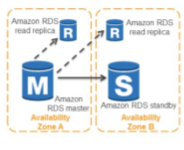 Amazon RDS
read replica
R
R
Amazon RDS
read replica
M
S
Amazon
RDS master
Amazon RDS standby
Availability
Zone A
Availability
Zone B